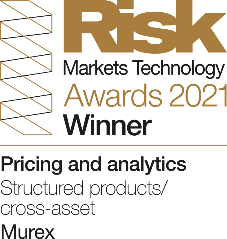 Risk
Markets Technology
Awards 2021
Winner
Pricing and analytics
Structured products/
cross-asset
Murex